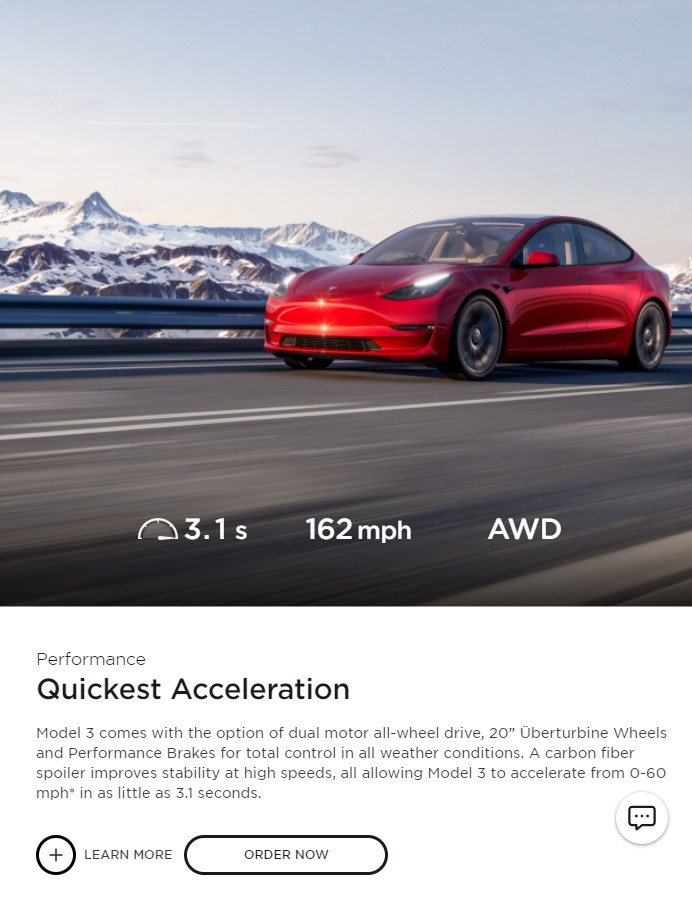 3.1 s 162 mph AWD
Performance
Quickest Acceleration
Model 3 comes with the option of dual motor all-wheel drive, 20” Überturbine Wheels
and Performance Brakes for total control in all weather conditions. A carbon fiber
spoiler improves stability at high speeds, all allowing Model 3 to accelerate from 0-60
mph* in as little as 3.1 seconds.
LEARN MORE ORDER NOW